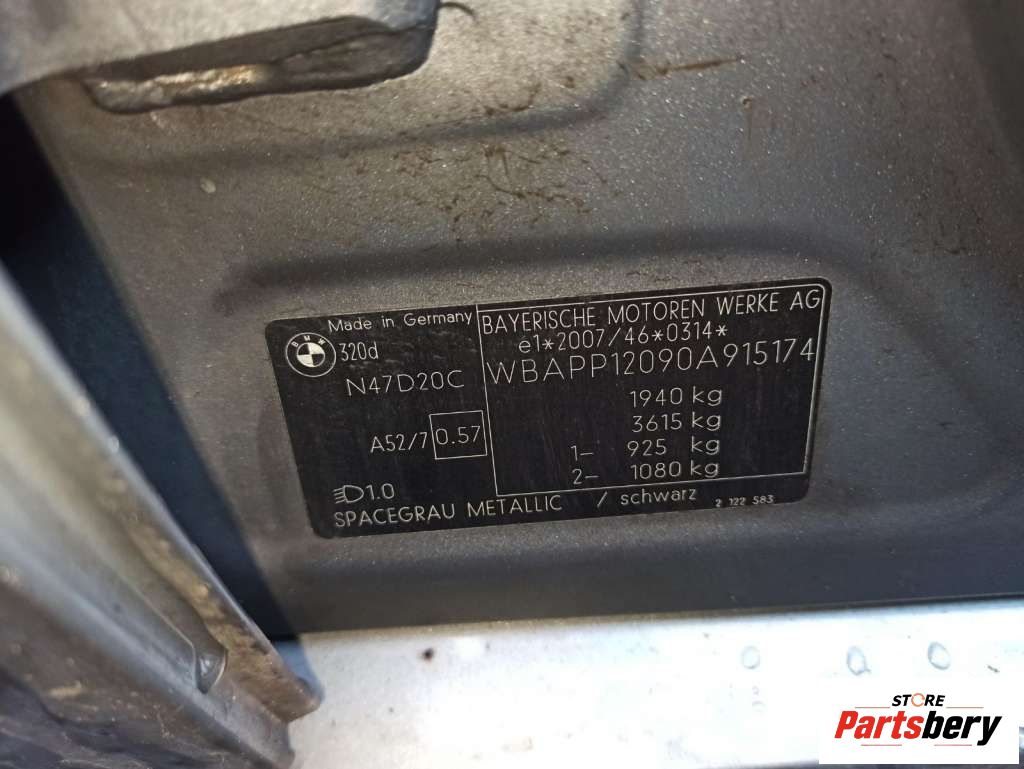 Made in Germany
BMW
320d
N47D20C
A52/7 0.57
1.0
SPACEGRAU METALLIC / schwarz 2 122 583
BAYERISCHE MOTOREN WERKE AG
e1*2007/46*0314*
WBAPP12090A915174
1940 kg
3615 kg
1– 925 kg
2– 1080 kg
STORE
Partsbery